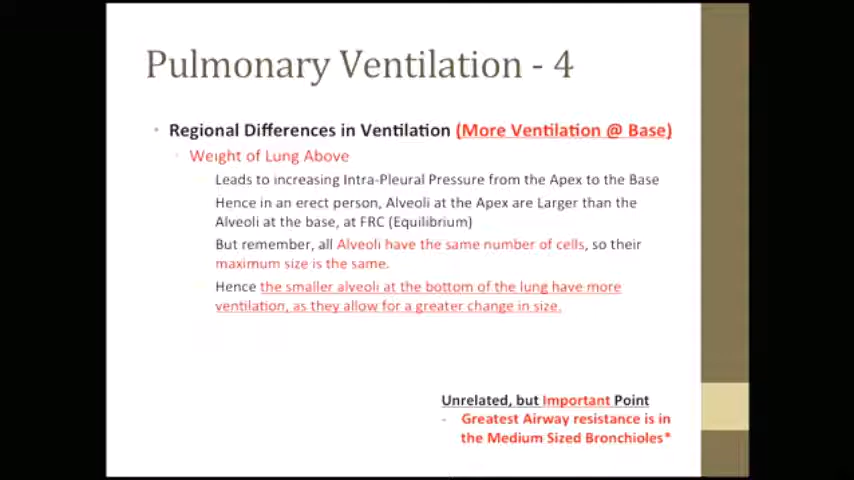 Pulmonary Ventilation - 4
Regional Differences in Ventilation (More Ventilation @ Base)
Weight of Lung Above
Leads to increasing Intra-Pleural Pressure from the Apex to the Base
Hence in an erect person, Alveoli at the Apex are Larger than the
Alveoli at the base, at FRC (Equilibrium)
But remember, all Alveoli have the same number of cells, so their
maximum size is the same.
Hence the smaller alveoli at the bottom of the lung have more
ventilation, as they allow for a greater change in size.
Unrelated, but Important Point
- Greatest Airway resistance is in
the Medium Sized Bronchioles*